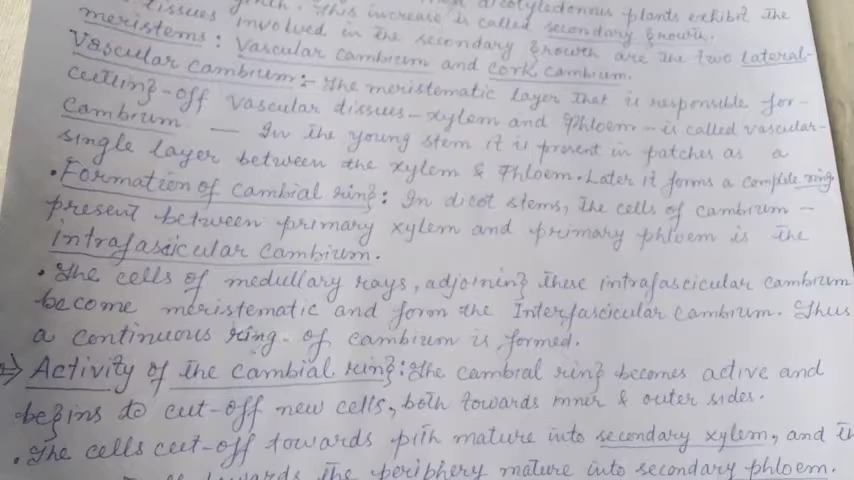 dicotyledonous plants exhibit the
growth. This increase is called secondary growth.
tissues involved in the secondary growth are the two lateral-
meristems: Vascular cambium and cork cambium.
Vascular cambium:- The meristematic layer that is responsible for-
cutting-off vascular tissues - xylem and phloem - is called vascular-
cambium — In the young stem it is present in patches as a
single layer between the xylem & Phloem. Later it forms a complete ring
• Formation of cambial ring: In dicot stems, the cells of cambium -
present between primary xylem and primary phloem is the
intrafascicular cambium.
• The cells of medullary rays, adjoining these intrafascicular cambium
become meristematic and form the Interfascicular cambium. Thus
a continuous ring of cambium is formed.
⇒ Activity of the cambial ring: The cambial ring becomes active and
begins to cut-off new cells, both towards inner & outer sides.
• The cells cut-off towards pith mature into secondary xylem, and th
towards the periphery mature into secondary phloem.